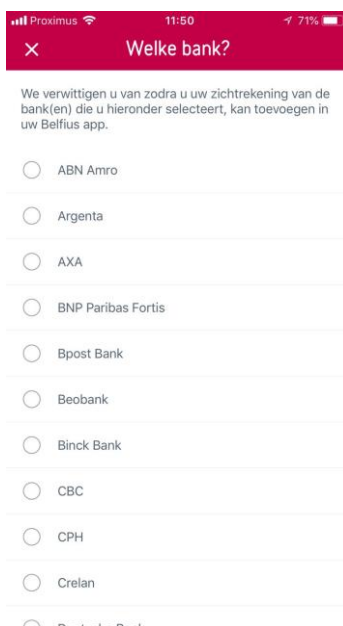 Proximus 11:50 71%
Welke bank?
We verwittigen u van zodra u uw zichtrekening van de
bank(en) die u hieronder selecteert, kan toevoegen in
uw Belfius app.
ABN Amro
Argenta
AXA
BNP Paribas Fortis
Bpost Bank
Beobank
Binck Bank
CBC
CPH
Crelan